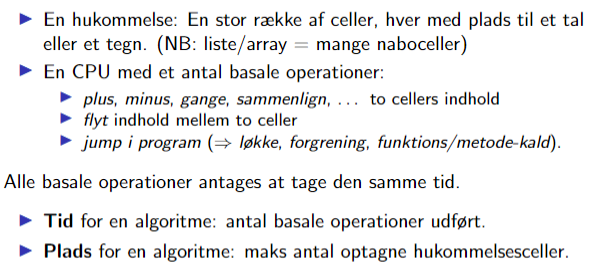 ▶ En hukommelse: En stor række af celler, hver med plads til et tal
eller et tegn. (NB: liste/array = mange naboceller)
▶ En CPU med et antal basale operationer:
▶ plus, minus, gange, sammenlign, ... to cellers indhold
▶ flyt indhold mellem to celler
▶ jump i program (⇒ løkke, forgrening, funktions/metode-kald).
Alle basale operationer antages at tage den samme tid.
▶ Tid for en algoritme: antal basale operationer udført.
▶ Plads for en algoritme: maks antal optagne hukommelsesceller.